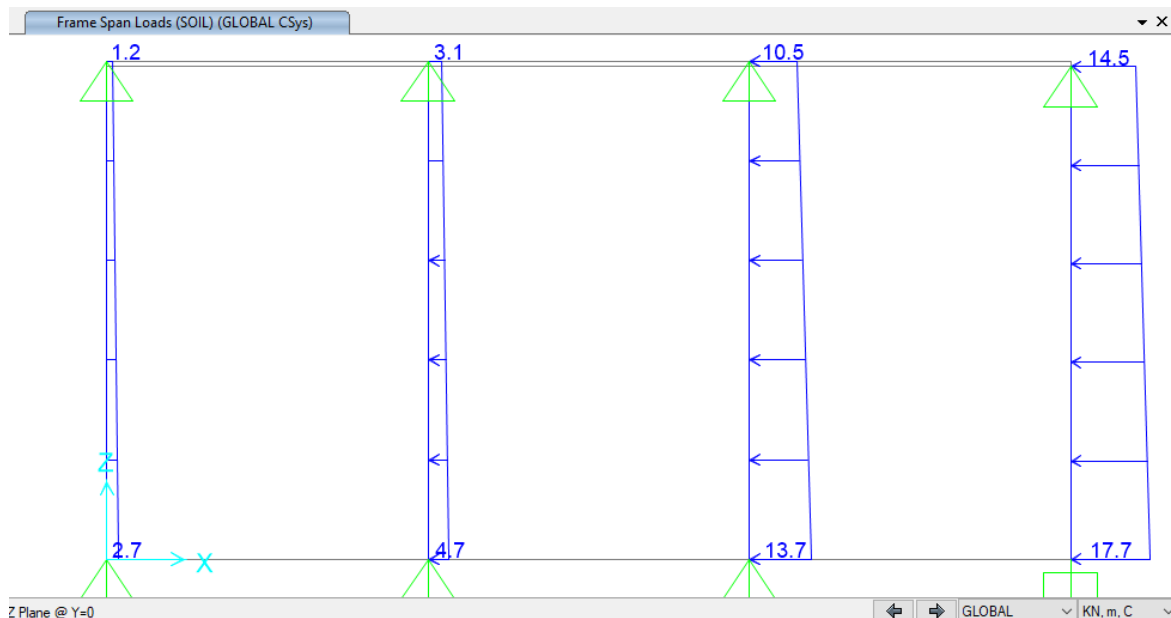 Frame Span Loads (SOIL) (GLOBAL CSys)
1.2 3.1 10.5 14.5
Z
X
2.7 4.7 13.7 17.7
Z Plane @ Y=0 GLOBAL KN, m, C